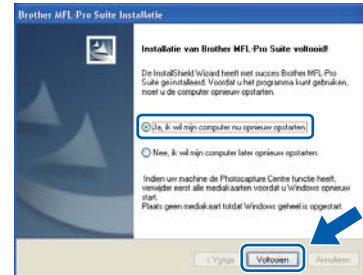 Brother MFL-Pro Suite Installatie
Installatie van Brother MFL-Pro Suite voltooid!
De InstallShield Wizard heeft met succes Brother MFL-Pro
Suite geïnstalleerd. Voordat u het programma kunt gebruiken,
moet u de computer opnieuw opstarten.
Ja, ik wil mijn computer nu opnieuw opstarten.
Nee, ik wil mijn computer later opnieuw opstarten.
Indien uw machine de Photocapture Centre functie heeft,
verwijder eerst alle mediakaarten voordat u Windows opnieuw
start.
Plaats geen mediakaart totdat Windows geheel is opgestart.
< Vorige Voltooien Annuleren